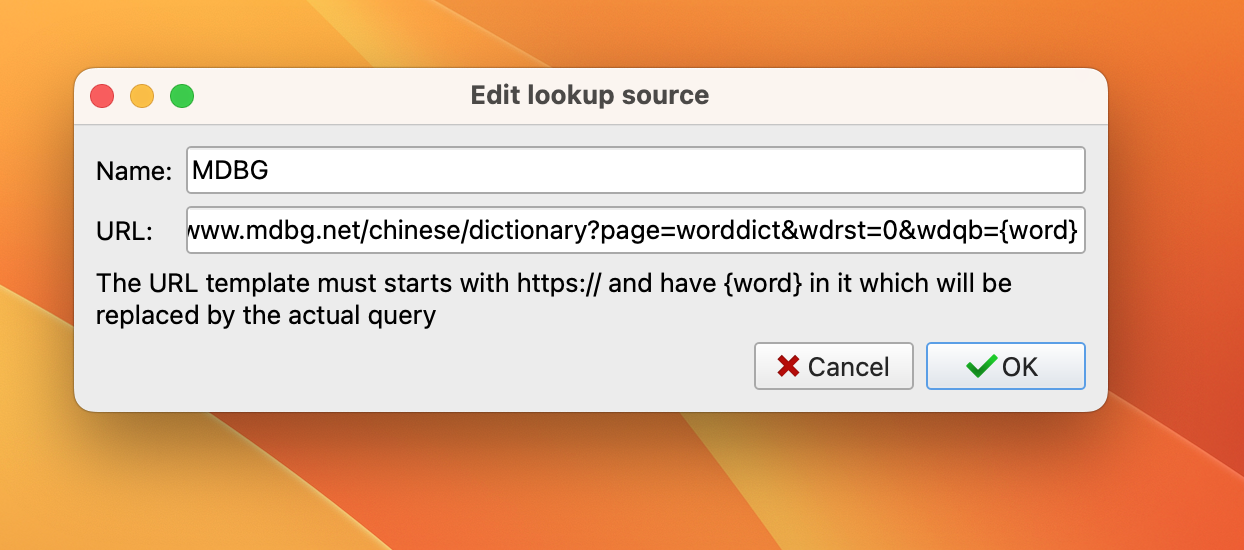 Edit lookup source
Name: MDBG
URL: www.mdbg.net/chinese/dictionary?page=worddict&wdrst=0&wdqb={word}
The URL template must starts with https:// and have {word} in it which will be
replaced by the actual query
Cancel OK